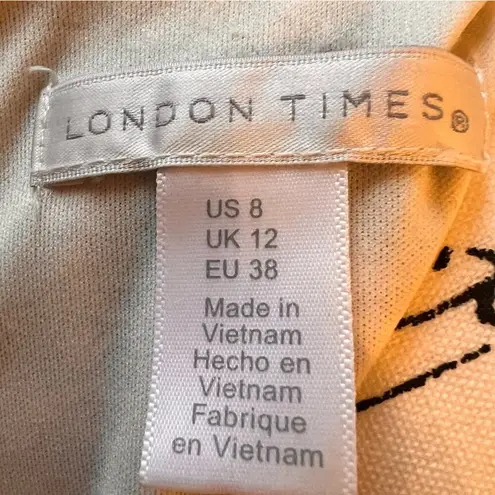 LONDON TIMES®
US 8
UK 12
EU 38
Made in
Vietnam
Hecho en
Vietnam
Fabrique
en Vietnam